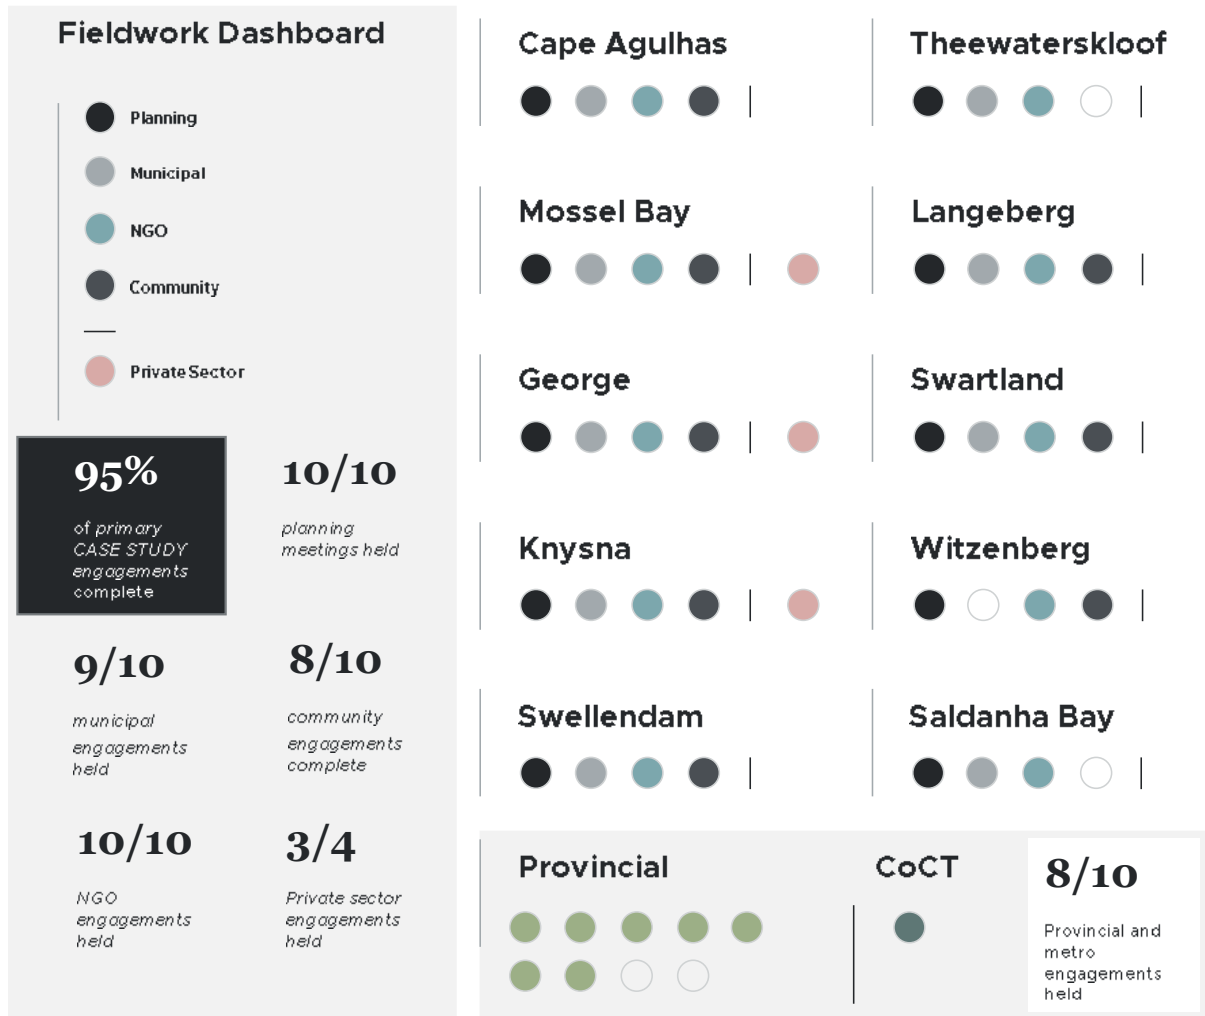 Fieldwork Dashboard
Planning
Municipal
NGO
Community
Private Sector
95%
of primary
CASE STUDY
engagements
complete
10/10
planning
meetings held
9/10
municipal
engagements
held
8/10
community
engagements
complete
10/10
NGO
engagements
held
3/4
Private sector
engagements
held
Cape Agulhas
Theewaterskloof
Mossel Bay
Langeberg
George
Swartland
Knysna
Witzenberg
Swellendam
Saldanha Bay
Provincial
CoCT
8/10
Provincial and
metro
engagements
held